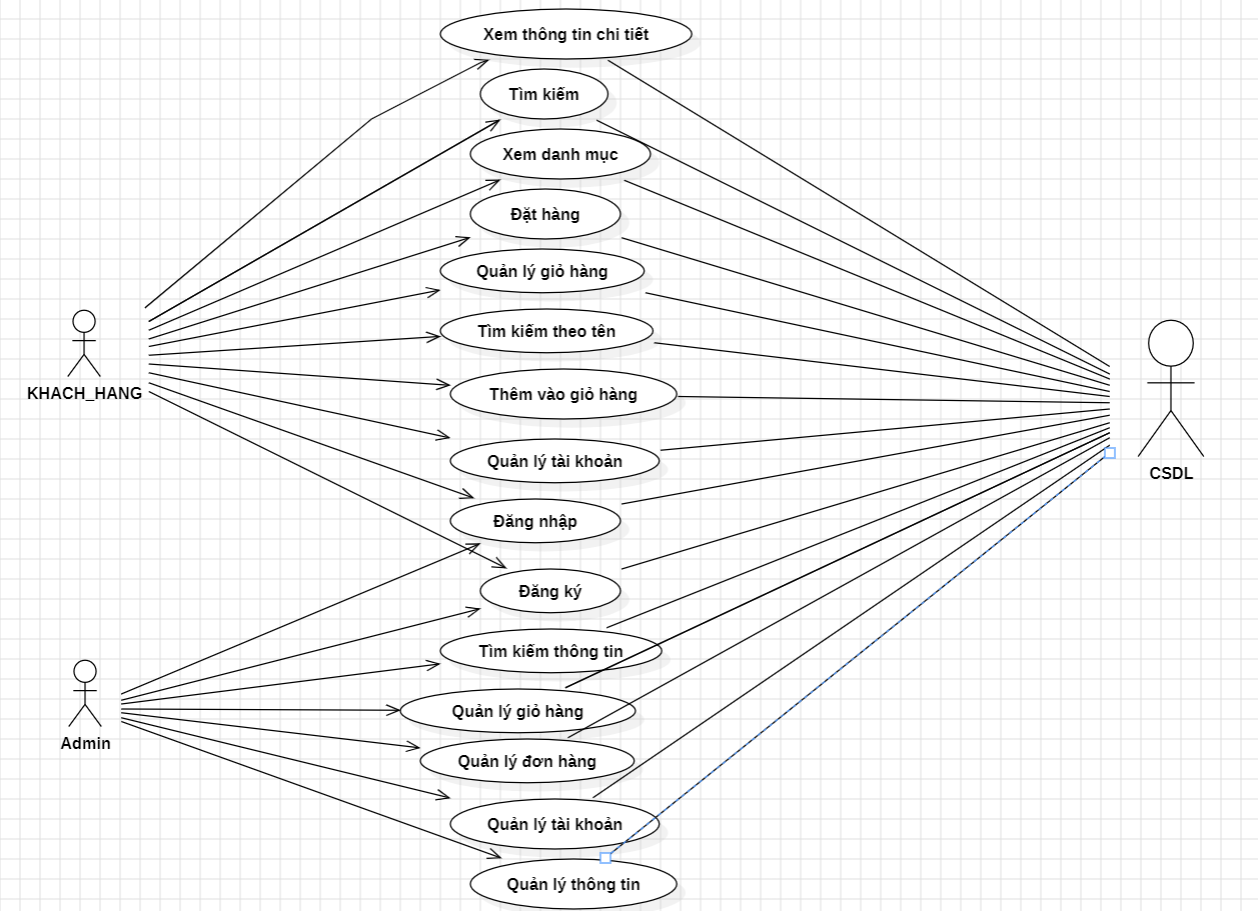 Xem thông tin chi tiết
Tìm kiếm
Xem danh mục
Đặt hàng
Quản lý giỏ hàng
Tìm kiếm theo tên
KHACH_HANG
Thêm vào giỏ hàng
Quản lý tài khoản
CSDL
Đăng nhập
Đăng ký
Tìm kiếm thông tin
Quản lý giỏ hàng
Admin
Quản lý đơn hàng
Quản lý tài khoản
Quản lý thông tin